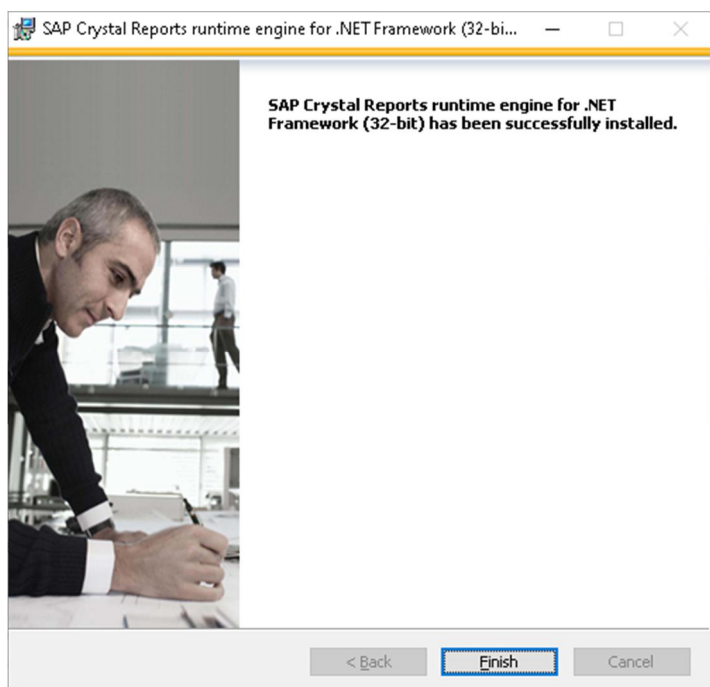 SAP Crystal Reports runtime engine for .NET Framework (32-bi...
SAP Crystal Reports runtime engine for .NET
Framework (32-bit) has been successfully installed.
< Back
Finish
Cancel